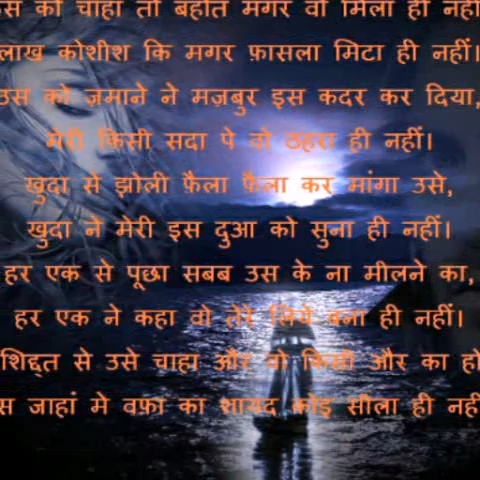 को चाहा तो बहोत मगर वो मिला ही नहीं
लाख कोशीश कि मगर फ़ासला मिटा ही नहीं।
उस को ज़माने ने मज़बुर इस कदर कर दिया,
मेरी किसी सदा पे वो ठहरा ही नहीं।
खुदा से झोली फ़ैला फ़ैला कर मांगा उसे,
खुदा ने मेरी इस दुआ को सुना ही नहीं।
हर एक से पूछा सबब उस के ना मीलने का,
हर एक ने कहा वो तेरे लिये बना ही नहीं।
शिद्द्त से उसे चाहा और वो किसी और का हो
जाहां मे वफ़ा का शायद कोइ सीला ही नहीं